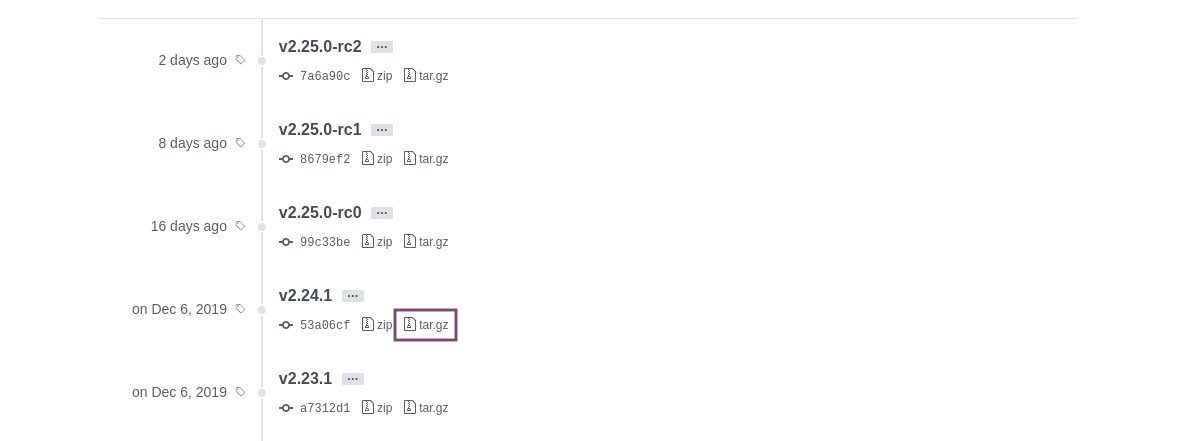 v2.25.0-rc2 ...
2 days ago
7a6a90c zip tar.gz
v2.25.0-rc1 ...
8 days ago
8679ef2 zip tar.gz
v2.25.0-rc0 ...
16 days ago
99c33be zip tar.gz
v2.24.1 ...
on Dec 6, 2019
53a06cf zip tar.gz
v2.23.1 ...
on Dec 6, 2019
a7312d1 zip tar.gz